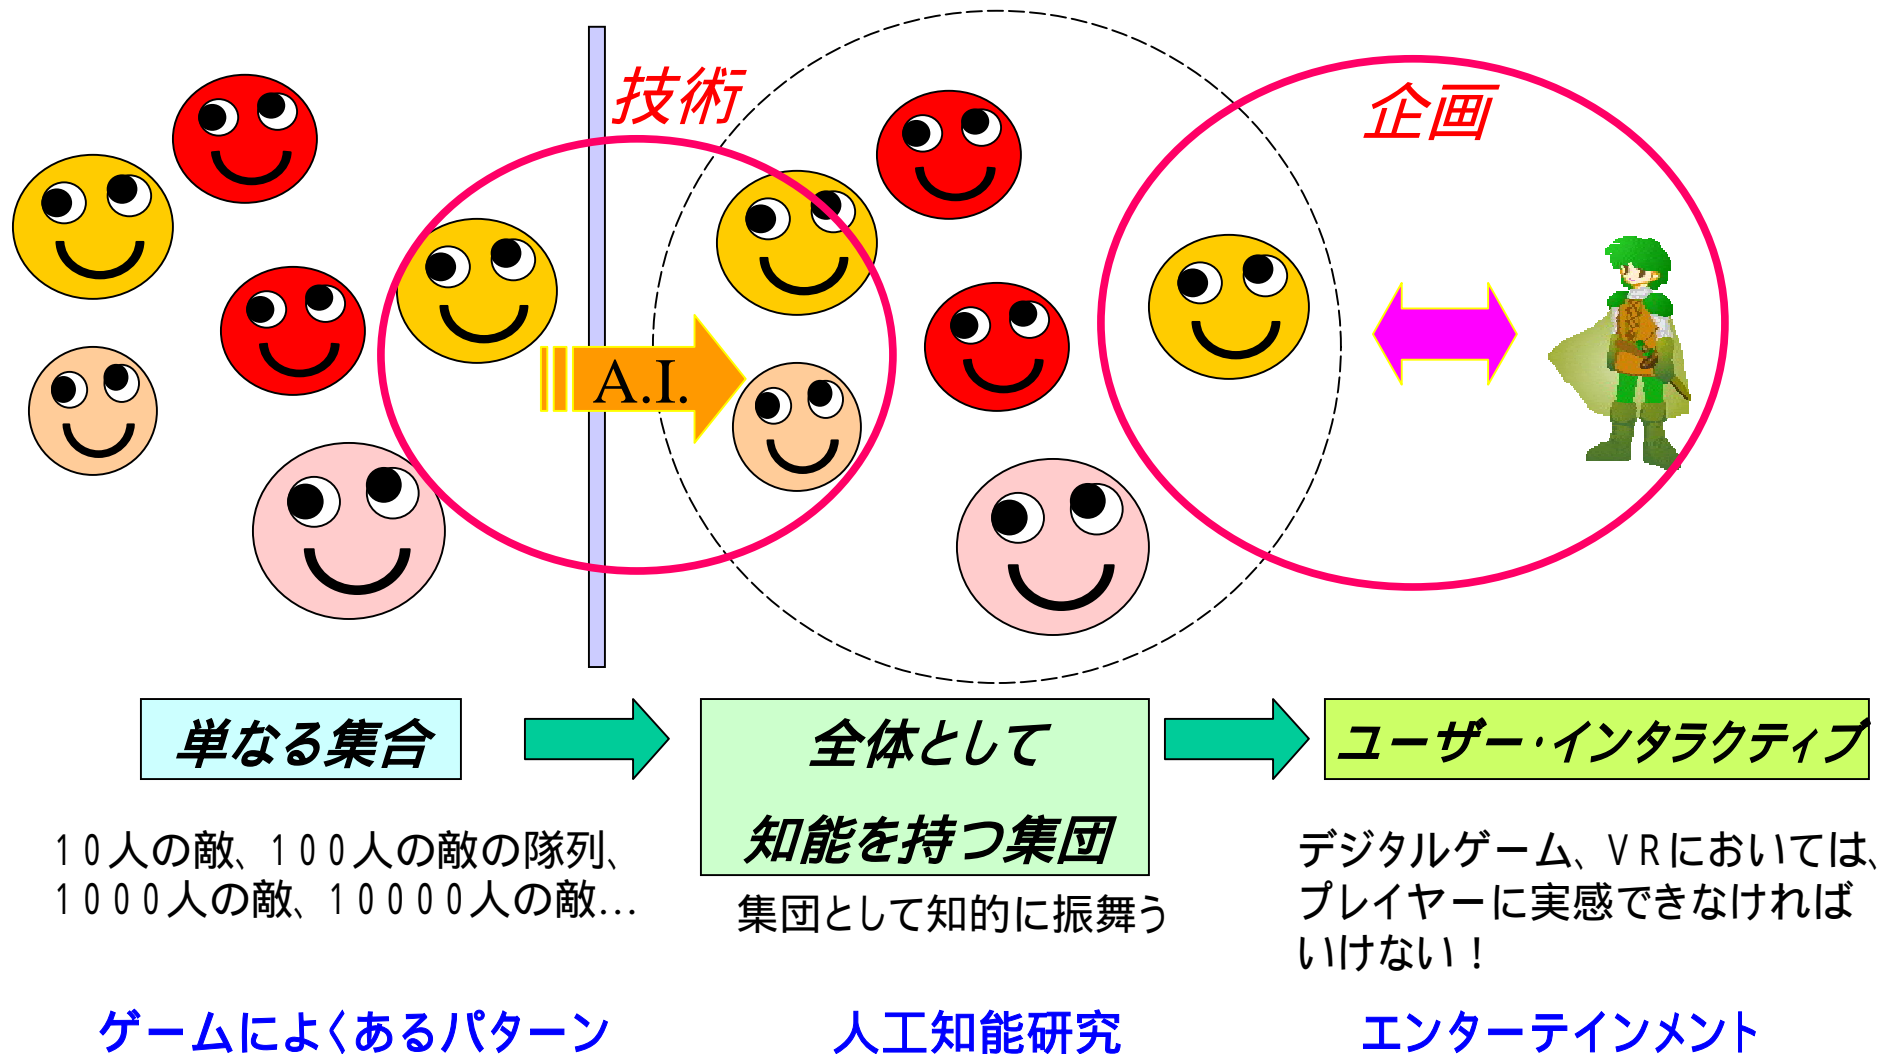 技術
企画
A.I.
単なる集合
全体として
知能を持つ集団
ユーザー・インタラクティブ
10人の敵、100人の敵の隊列、
1000人の敵、10000人の敵…
集団として知的に振舞う
デジタルゲーム、VRにおいては、
プレイヤーに実感できなければ
いけない！
ゲームによくあるパターン
人工知能研究
エンターテインメント